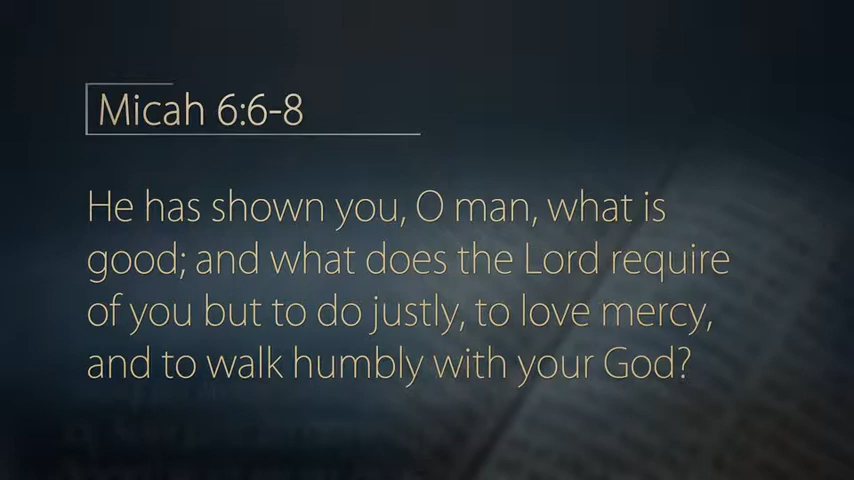 Micah 6:6-8
He has shown you, O man, what is
good; and what does the Lord require
of you but to do justly, to love mercy,
and to walk humbly with your God?